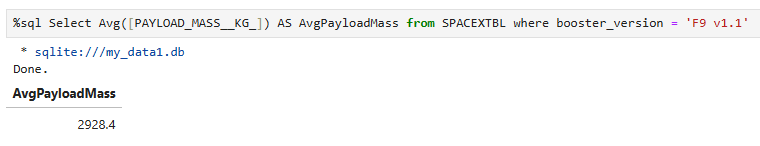 %sql Select Avg([PAYLOAD_MASS__KG_]) AS AvgPayloadMass from SPACEXTBL where booster_version = 'F9 v1.1'
* sqlite:///my_data1.db
Done.
AvgPayloadMass
2928.4